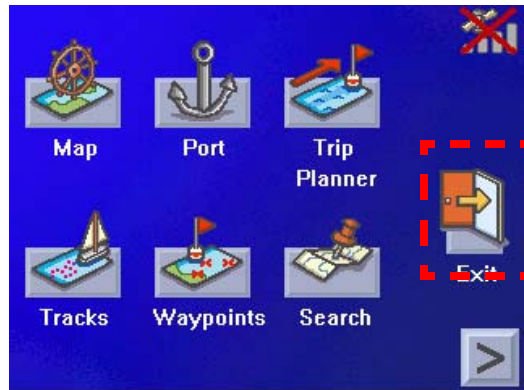 Map
Port
Trip
Planner
Exit
Tracks
Waypoints
Search
>